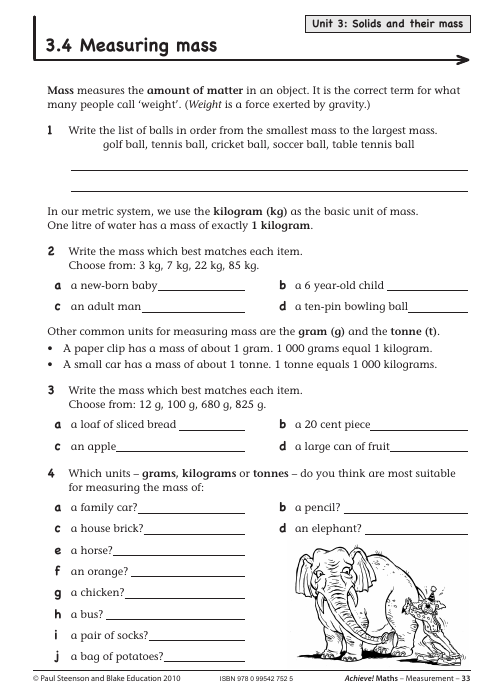 Unit 3: Solids and their mass
3.4 Measuring mass
Mass measures the amount of matter in an object. It is the correct term for what
many people call ‘weight’. (Weight is a force exerted by gravity.)
1 Write the list of balls in order from the smallest mass to the largest mass.
golf ball, tennis ball, cricket ball, soccer ball, table tennis ball
In our metric system, we use the kilogram (kg) as the basic unit of mass.
One litre of water has a mass of exactly 1 kilogram.
2 Write the mass which best matches each item.
Choose from: 3 kg, 7 kg, 22 kg, 85 kg.
a a new-born baby
b a 6 year-old child
c an adult man
d a ten-pin bowling ball
Other common units for measuring mass are the gram (g) and the tonne (t).
• A paper clip has a mass of about 1 gram. 1 000 grams equal 1 kilogram.
• A small car has a mass of about 1 tonne. 1 tonne equals 1 000 kilograms.
3 Write the mass which best matches each item.
Choose from: 12 g, 100 g, 680 g, 825 g.
a a loaf of sliced bread
b a 20 cent piece
c an apple
d a large can of fruit
4 Which units – grams, kilograms or tonnes – do you think are most suitable
for measuring the mass of:
a a family car?
b a pencil?
c a house brick?
d an elephant?
e a horse?
f an orange?
g a chicken?
h a bus?
i a pair of socks?
j a bag of potatoes?
© Paul Steenson and Blake Education 2010 ISBN 978 0 99542 752 5 Achieve! Maths – Measurement – 33